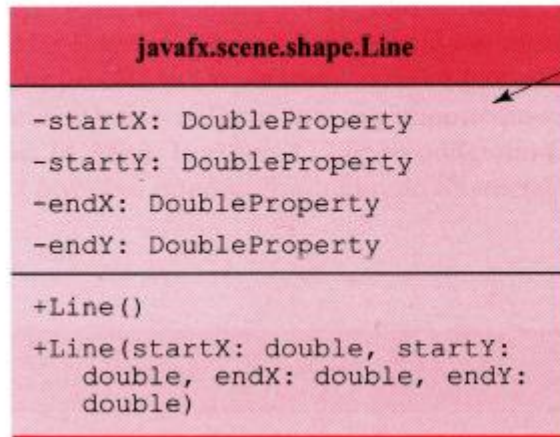 javafx.scene.shape.Line
-startX: DoubleProperty
-startY: DoubleProperty
-endX: DoubleProperty
-endY: DoubleProperty
+Line()
+Line(startX: double, startY:
double, endX: double, endY:
double)